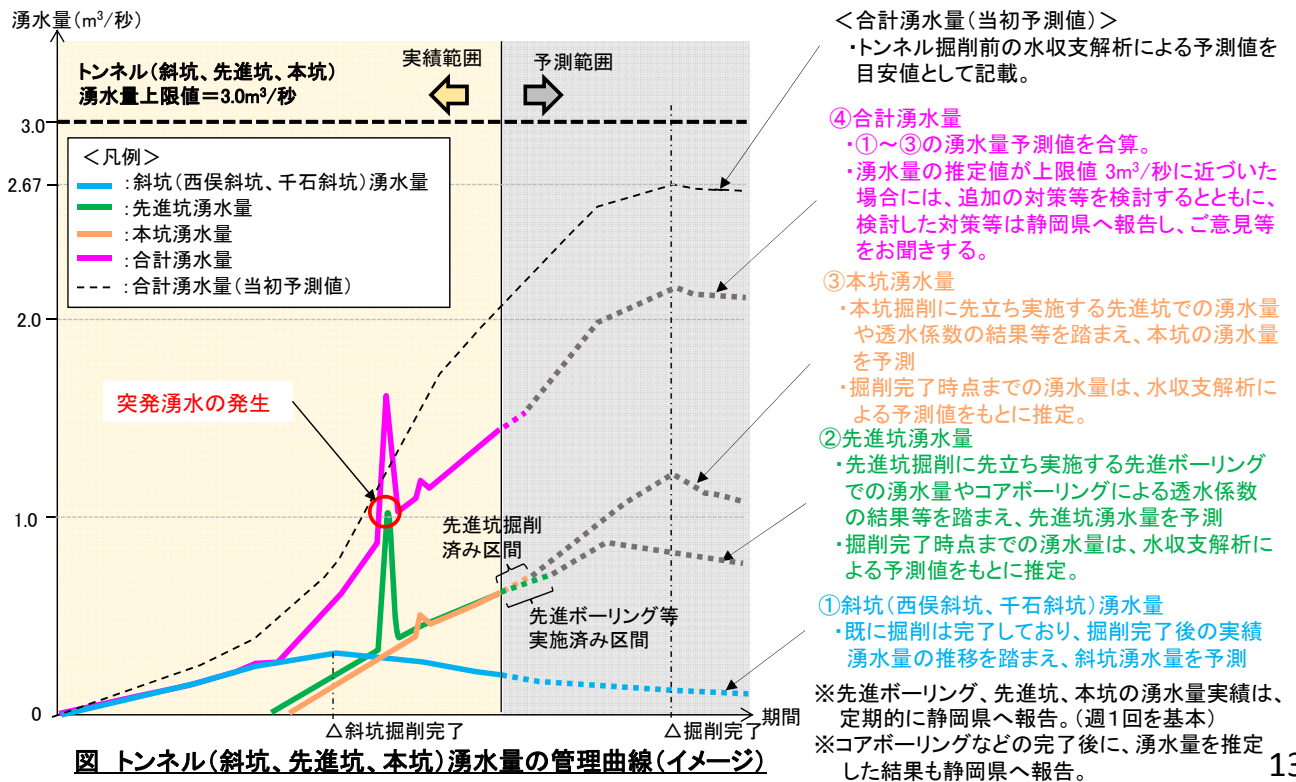 湧水量(m³/秒)
トンネル(斜坑、先進坑、本坑)
湧水量上限値=3.0m³/秒
実績範囲
予測範囲
3.0
2.67
2.0
1.0
0
<凡例>
:斜坑(西俣斜坑、千石斜坑)湧水量
:先進坑湧水量
:本坑湧水量
:合計湧水量
:合計湧水量(当初予測値)
突発湧水の発生
先進坑掘削
済み区間
先進ボーリング等
実施済み区間
期間
△斜坑掘削完了
△掘削完了
図 トンネル(斜坑、先進坑、本坑)湧水量の管理曲線(イメージ)
<合計湧水量(当初予測値)>
・トンネル掘削前の水収支解析による予測値を
目安値として記載。
④合計湧水量
・①~③の湧水量予測値を合算。
・湧水量の推定値が上限値 3m³/秒に近づいた
場合には、追加の対策等を検討するとともに、
検討した対策等は静岡県へ報告し、ご意見等
をお聞きする。
③本坑湧水量
・本坑掘削に先立ち実施する先進坑での湧水量
や透水係数の結果等を踏まえ、本坑の湧水量
を予測
・掘削完了時点までの湧水量は、水収支解析に
よる予測値をもとに推定。
②先進坑湧水量
・先進坑掘削に先立ち実施する先進ボーリング
での湧水量やコアボーリングによる透水係数
の結果等を踏まえ、先進坑湧水量を予測
・掘削完了時点までの湧水量は、水収支解析に
よる予測値をもとに推定。
①斜坑(西俣斜坑、千石斜坑)湧水量
・既に掘削は完了しており、掘削完了後の実績
湧水量の推移を踏まえ、斜坑湧水量を予測
※先進ボーリング、先進坑、本坑の湧水量実績は、
定期的に静岡県へ報告。(週1回を基本)
※コアボーリングなどの完了後に、湧水量を推定
した結果も静岡県へ報告。
13